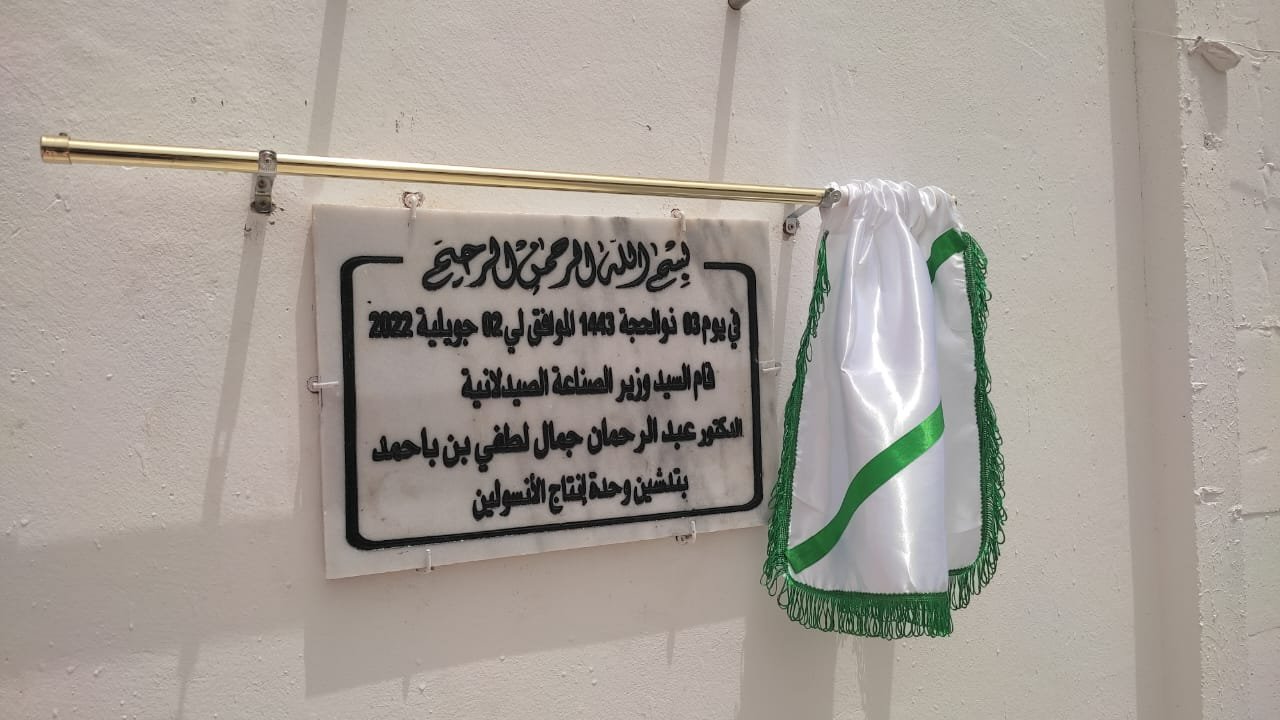 بسم الله الرحمن الرحيم
في يوم 03 ذوالحجة 1443 الموافق لي 02 جويلية 2022
قام السيد وزير الصناعة الصيدلانية
الدكتور عبد الرحمان جمال لطفي بن باحمد
بتدشين وحدة إنتاج الأنسولين